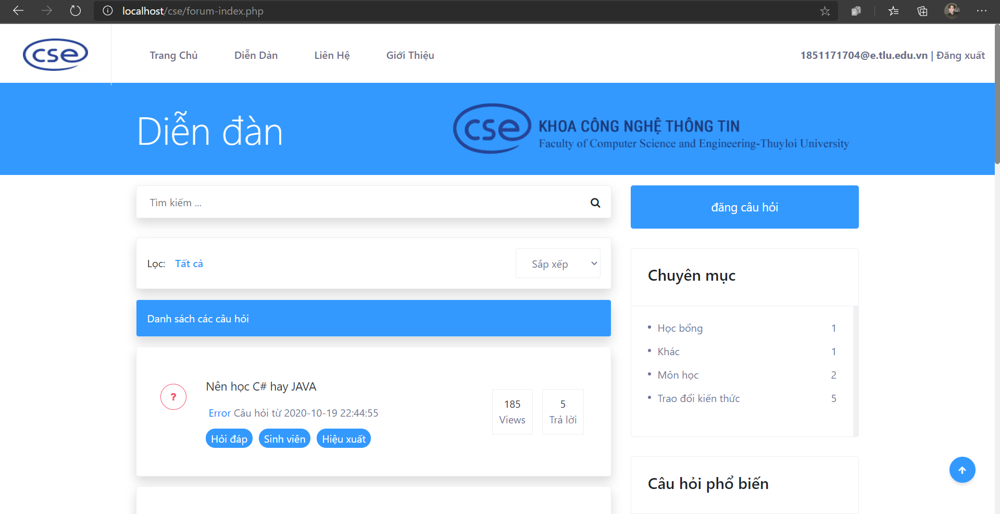 localhost/cse/forum-index.php
cse
Trang Chủ
Diễn Dàn
Liên Hệ
Giới Thiệu
1851171704@e.tlu.edu.vn | Đăng xuất
Diễn đàn
cse
KHOA CÔNG NGHỆ THÔNG TIN
Faculty of Computer Science and Engineering-Thuyloi University
Tìm kiếm ...
đăng câu hỏi
Lọc: Tất cả
Sắp xếp
Danh sách các câu hỏi
Nên học C# hay JAVA
?
Error Câu hỏi từ 2020-10-19 22:44:55
Hỏi đáp
Sinh viên
Hiệu xuất
185
Views
5
Trả lời
Chuyên mục
Học bổng 1
Khác 1
Môn học 2
Trao đổi kiến thức 5
Câu hỏi phổ biến